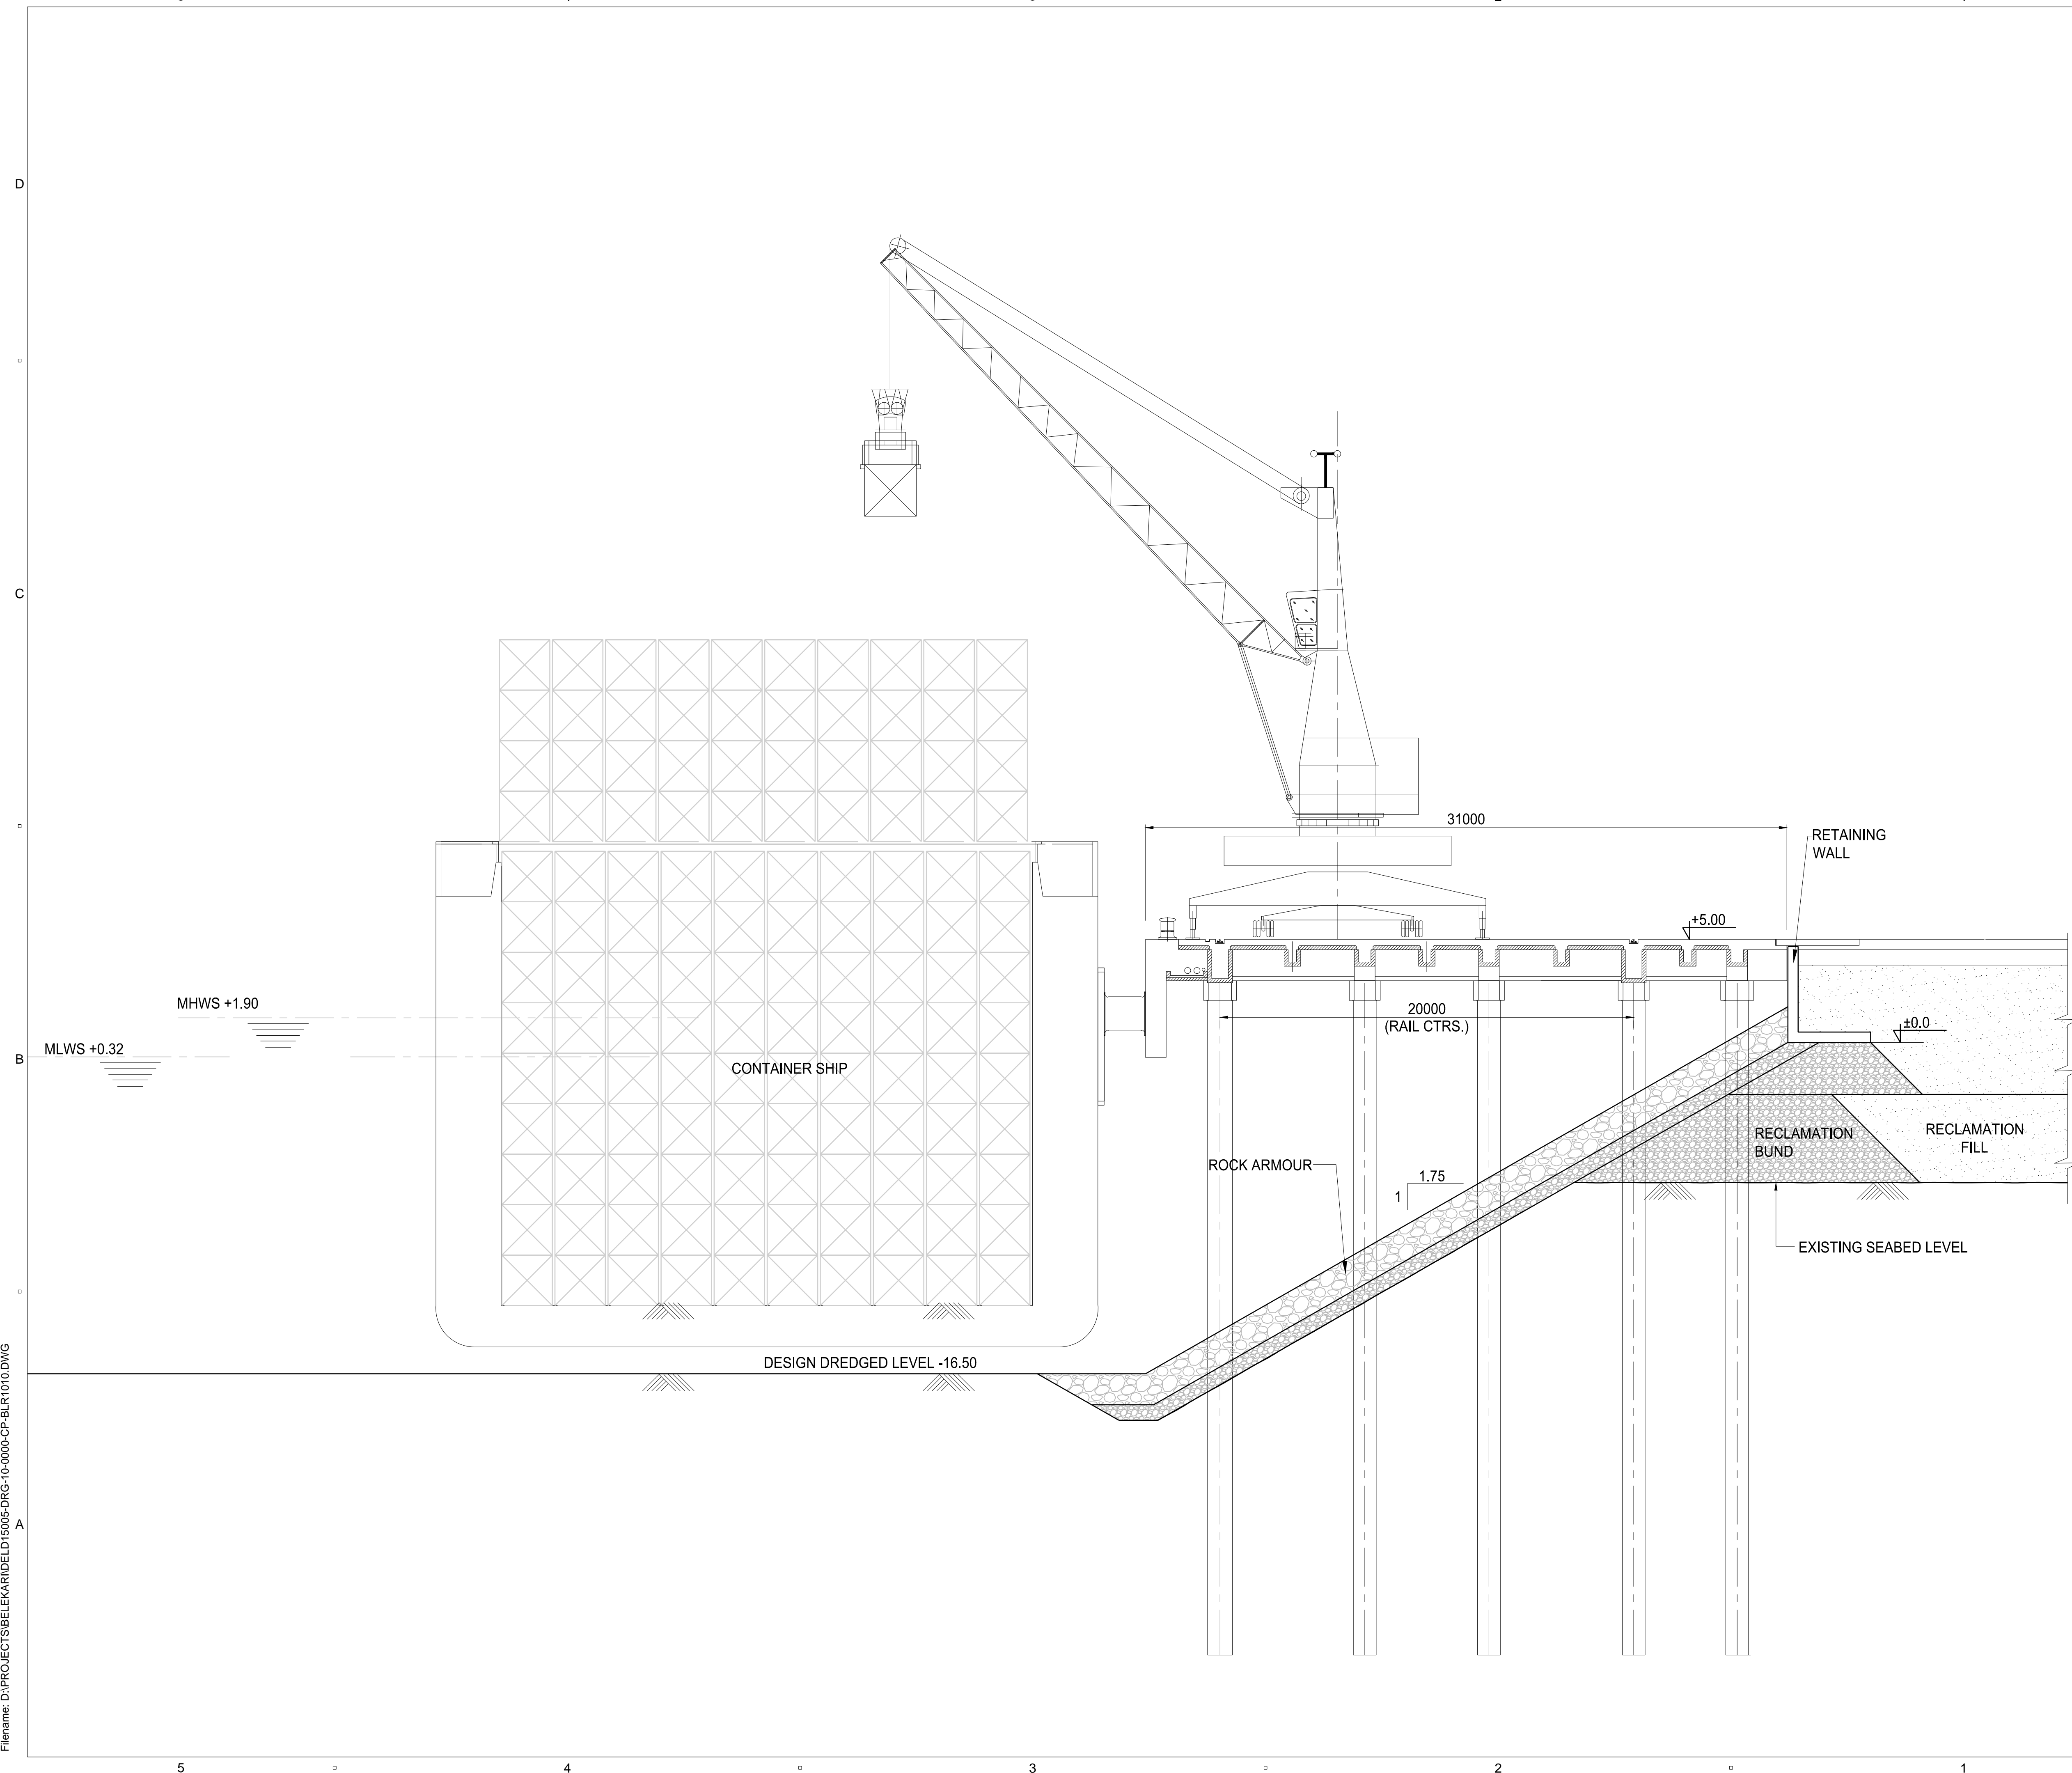 D
C
31000
RETAINING
WALL
+5.00
MHWS +1.90
20000
(RAIL CTRS.)
±0.0
MLWS +0.32
B
CONTAINER SHIP
RECLAMATION
BUND
RECLAMATION
FILL
ROCK ARMOUR
1.75
1
EXISTING SEABED LEVEL
DESIGN DREDGED LEVEL -16.50
A
Filename: D:\PROJECTS\BELEKARI\DELD15005-DRG-10-0000-CP-BLR1010.DWG
5
4
3
2
1